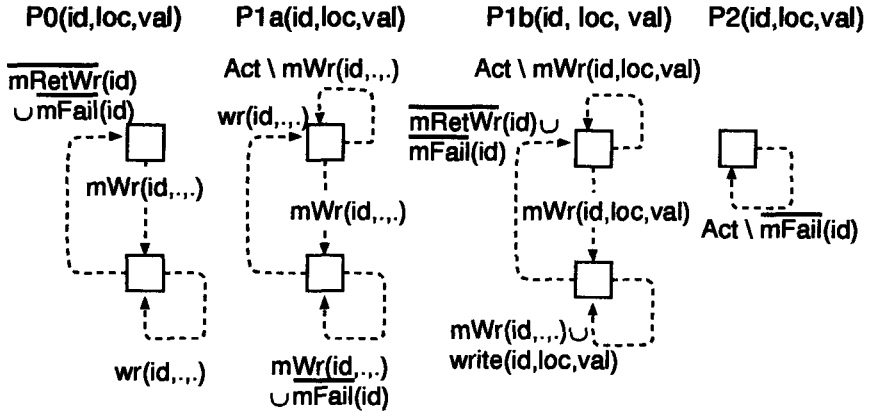 P0(id,loc,val) P1a(id,loc,val) P1b(id, loc, val) P2(id,loc,val)
mRetWr(id)
∪ mFail(id)
mWr(id,.,.)
wr(id,.,.)
Act \ mWr(id,.,.)
wr(id,.,.)
mWr(id,.,.)
mWr(id,.,.)
∪ mFail(id)
Act \ mWr(id,loc,val)
mRetWr(id) ∪
mFail(id)
mWr(id,loc,val)
mWr(id,.,.) ∪
write(id,loc,val)
Act \ mFail(id)